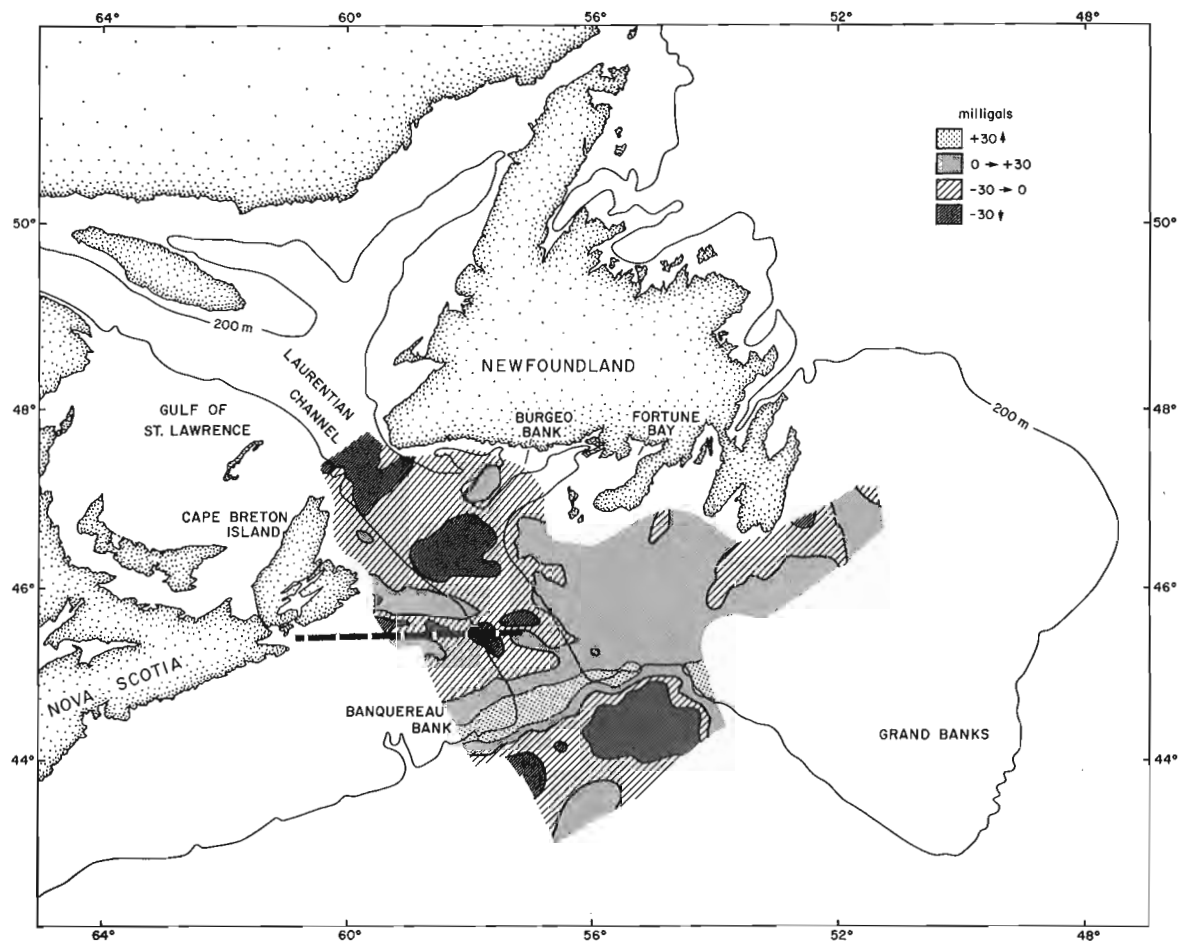 64°
60°
56°
52°
48°
milligals
+30
0 → +30
-30 → 0
-30
50°
50°
200 m
NEWFOUNDLAND
LAURENTIAN
CHANNEL
GULF OF
ST. LAWRENCE
BURGEO
BANK
FORTUNE
BAY
48°
48°
200 m
CAPE BRETON
ISLAND
46°
46°
NOVA SCOTIA
BANQUEREAU
BANK
GRAND BANKS
44°
44°
64°
60°
56°
52°
48°